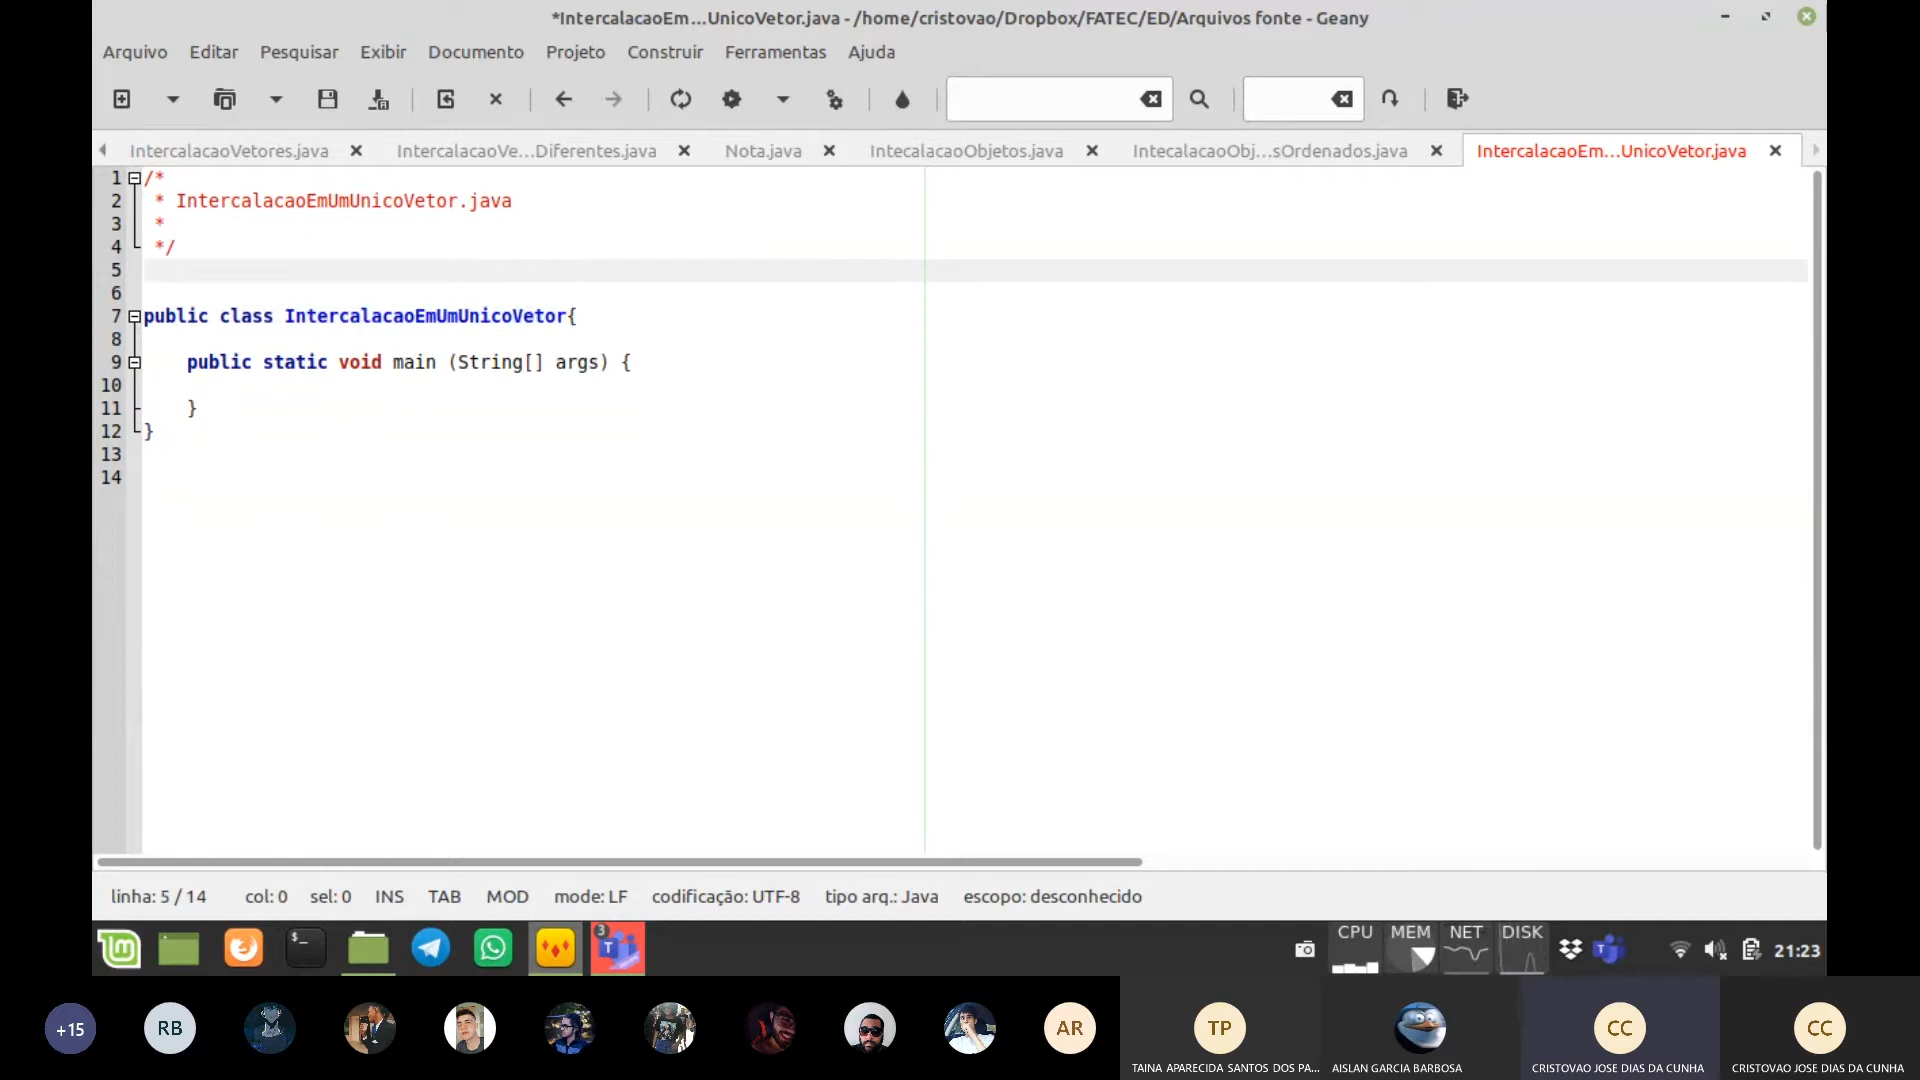 *IntercalacaoEm...UnicoVetor.java - /home/cristovao/Dropbox/FATEC/ED/Arquivos fonte - Geany
Arquivo Editar Pesquisar Exibir Documento Projeto Construir Ferramentas Ajuda
IntercalacaoVetores.java IntercalacaoVe...Diferentes.java Nota.java IntecalacaoObjetos.java IntecalacaoObj...sOrdenados.java IntercalacaoEm...UnicoVetor.java
1 /*
2 * IntercalacaoEmUmUnicoVetor.java
3 *
4 */
5
6
7 public class IntercalacaoEmUmUnicoVetor{
8
9 public static void main (String[] args) {
10
11 }
12 }
13
14
linha: 5 / 14 col: 0 sel: 0 INS TAB MOD mode: LF codificação: UTF-8 tipo arq.: Java escopo: desconhecido
$_ 3 T CPU MEM NET DISK T 21:23
+15 RB AR TP CC CC
TAINA APARECIDA SANTOS DOS PA... AISLAN GARCIA BARBOSA CRISTOVAO JOSE DIAS DA CUNHA CRISTOVAO JOSE DIAS DA CUNHA